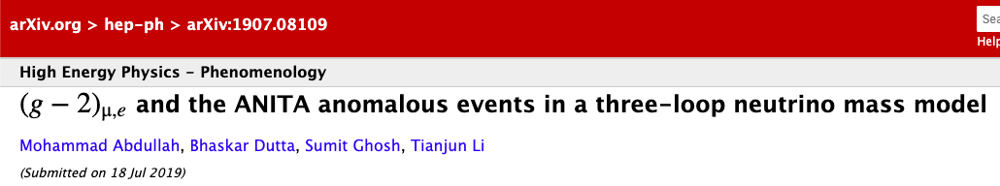 arXiv.org > hep-ph > arXiv:1907.08109
Sea
Help
High Energy Physics – Phenomenology
(g − 2)μ,e and the ANITA anomalous events in a three-loop neutrino mass model
Mohammad Abdullah, Bhaskar Dutta, Sumit Ghosh, Tianjun Li
(Submitted on 18 Jul 2019)